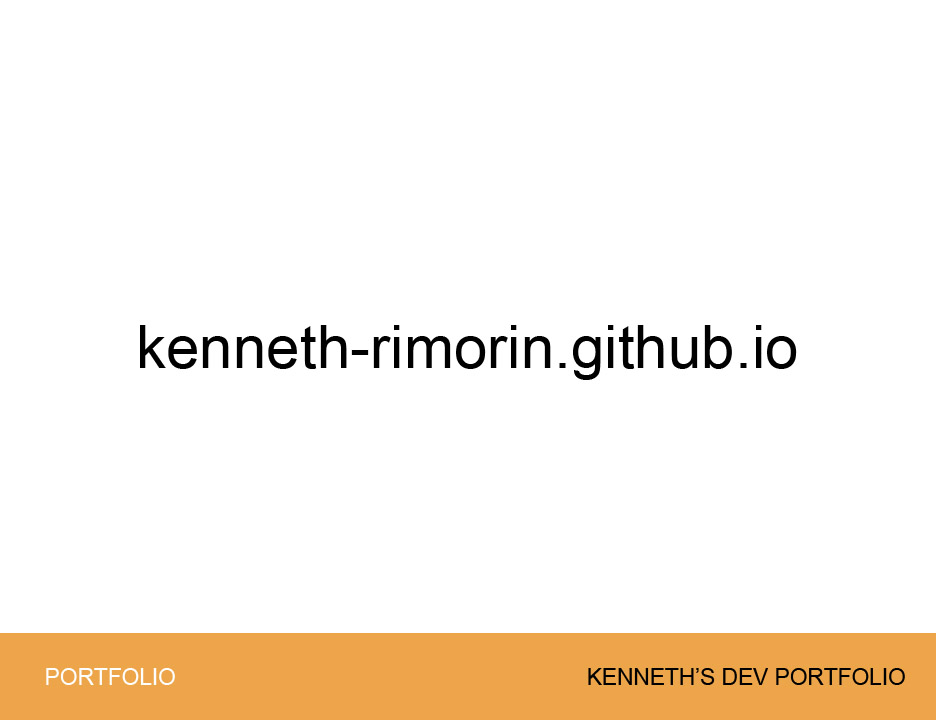 kenneth-rimorin.github.io
PORTFOLIO
KENNETH’S DEV PORTFOLIO